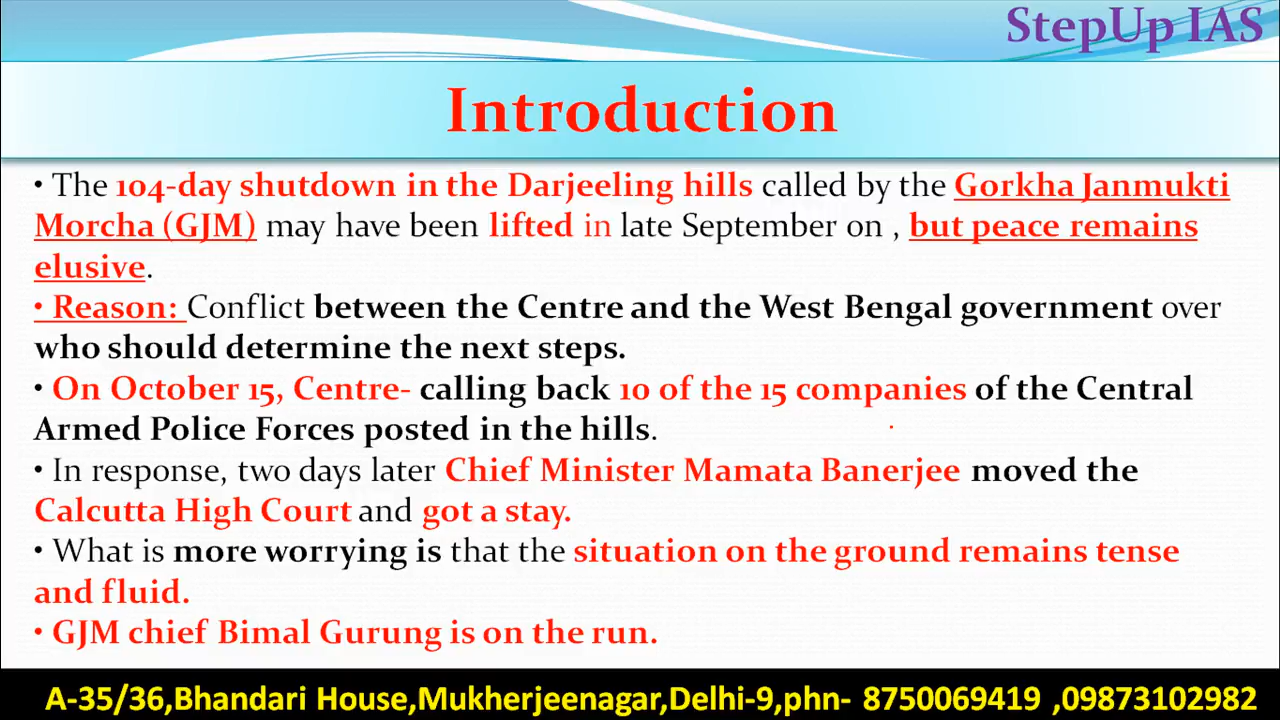 StepUp IAS
Introduction
• The 104-day shutdown in the Darjeeling hills called by the Gorkha Janmukti
Morcha (GJM) may have been lifted in late September on , but peace remains
elusive.
• Reason: Conflict between the Centre and the West Bengal government over
who should determine the next steps.
• On October 15, Centre- calling back 10 of the 15 companies of the Central
Armed Police Forces posted in the hills.
• In response, two days later Chief Minister Mamata Banerjee moved the
Calcutta High Court and got a stay.
• What is more worrying is that the situation on the ground remains tense
and fluid.
• GJM chief Bimal Gurung is on the run.
A-35/36,Bhandari House,Mukherjeenagar,Delhi-9,phn- 8750069419 ,09873102982